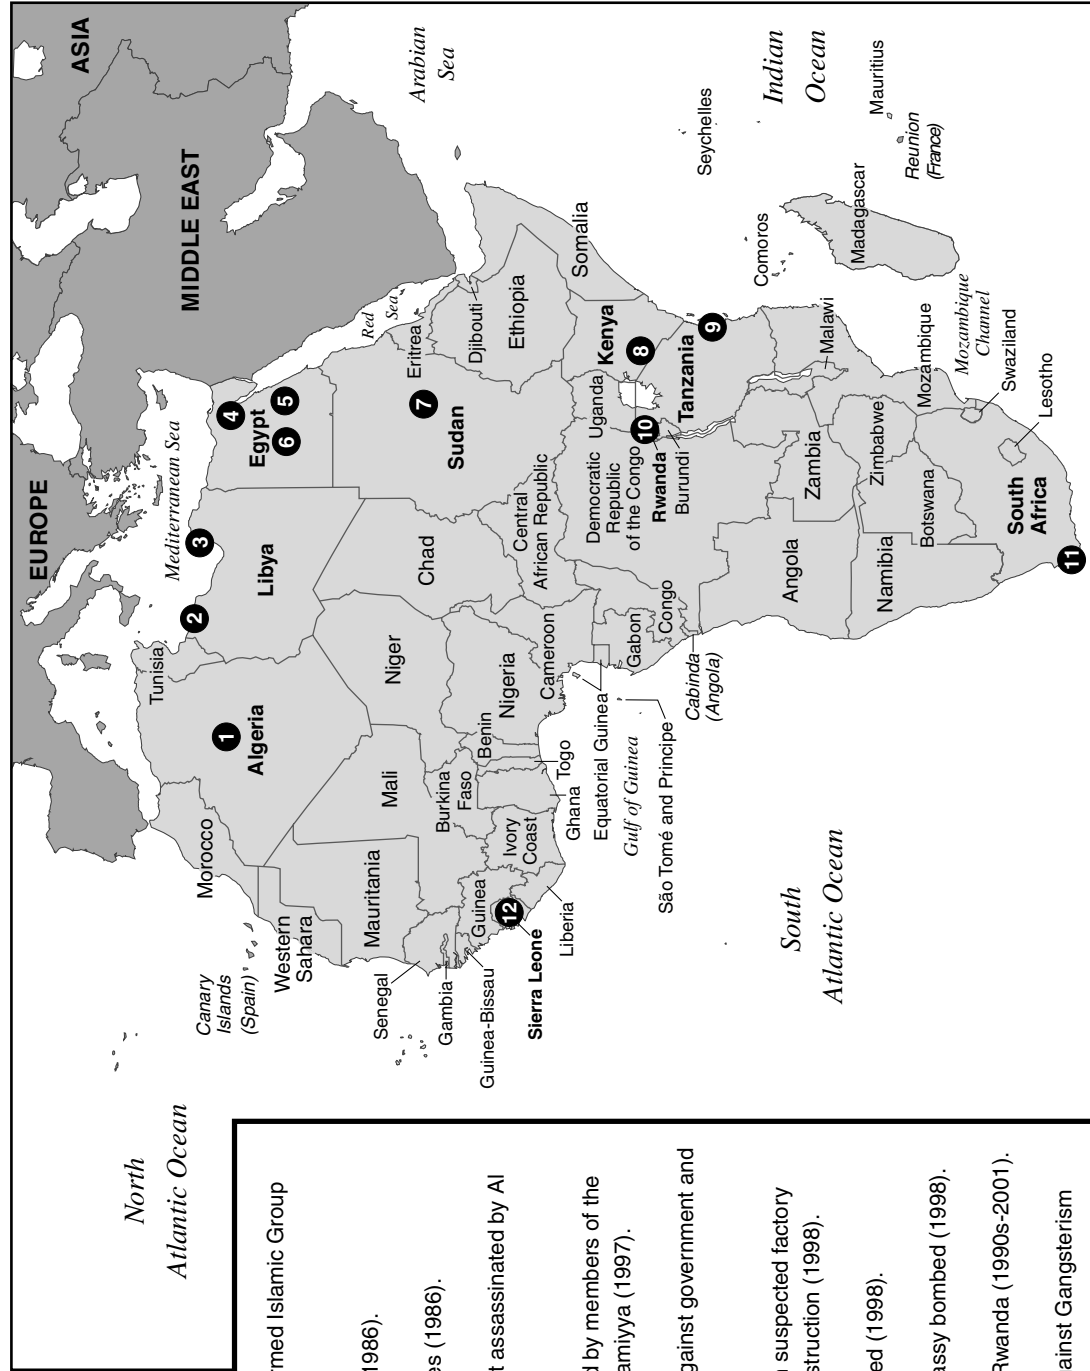 North
Atlantic Ocean
EUROPE
ASIA
MIDDLE EAST
Mediterranean Sea
Red
Sea
Arabian
Sea
Canary
Islands
(Spain)
Morocco
Western
Sahára
Algeria
1
Tunisia
2
3
Libya
4
5
6
Egypt
Mauritania
Mali
Niger
Chad
7
Sudan
Eritrea
Djibouti
Ethiopia
Somalia
Senegal
Gambia
Guinea-Bissau
Guinea
12
Sierra Leone
Liberia
Ivory
Coast
Burkina
Faso
Ghana
Togo
Benin
Nigeria
Cameroon
Central
African Republic
Equatorial Guinea
Gulf of Guinea
São Tomé and Principe
Gabon
Congo
Cabinda
(Angola)
Democratic
Republic
of the Congo
Uganda
Kenya
8
10
Rwanda
Burundi
Tanzania
9
Seychelles
Indian
Ocean
Comoros
Madagascar
Mauritius
Reunion
(France)
Angola
Zambia
Malawi
Mozambique
Mozambique
Channel
Zimbabwe
Namibia
Botswana
Swaziland
Lesotho
South
Africa
11
South
Atlantic Ocean
rmed Islamic Group
1986).
es (1986).
t assassinated by Al
d by members of the
amiyya (1997).
gainst government and
suspected factory
struction (1998).
ed (1998).
assy bombed (1998).
Rwanda (1990s-2001).
ainst Gangsterism